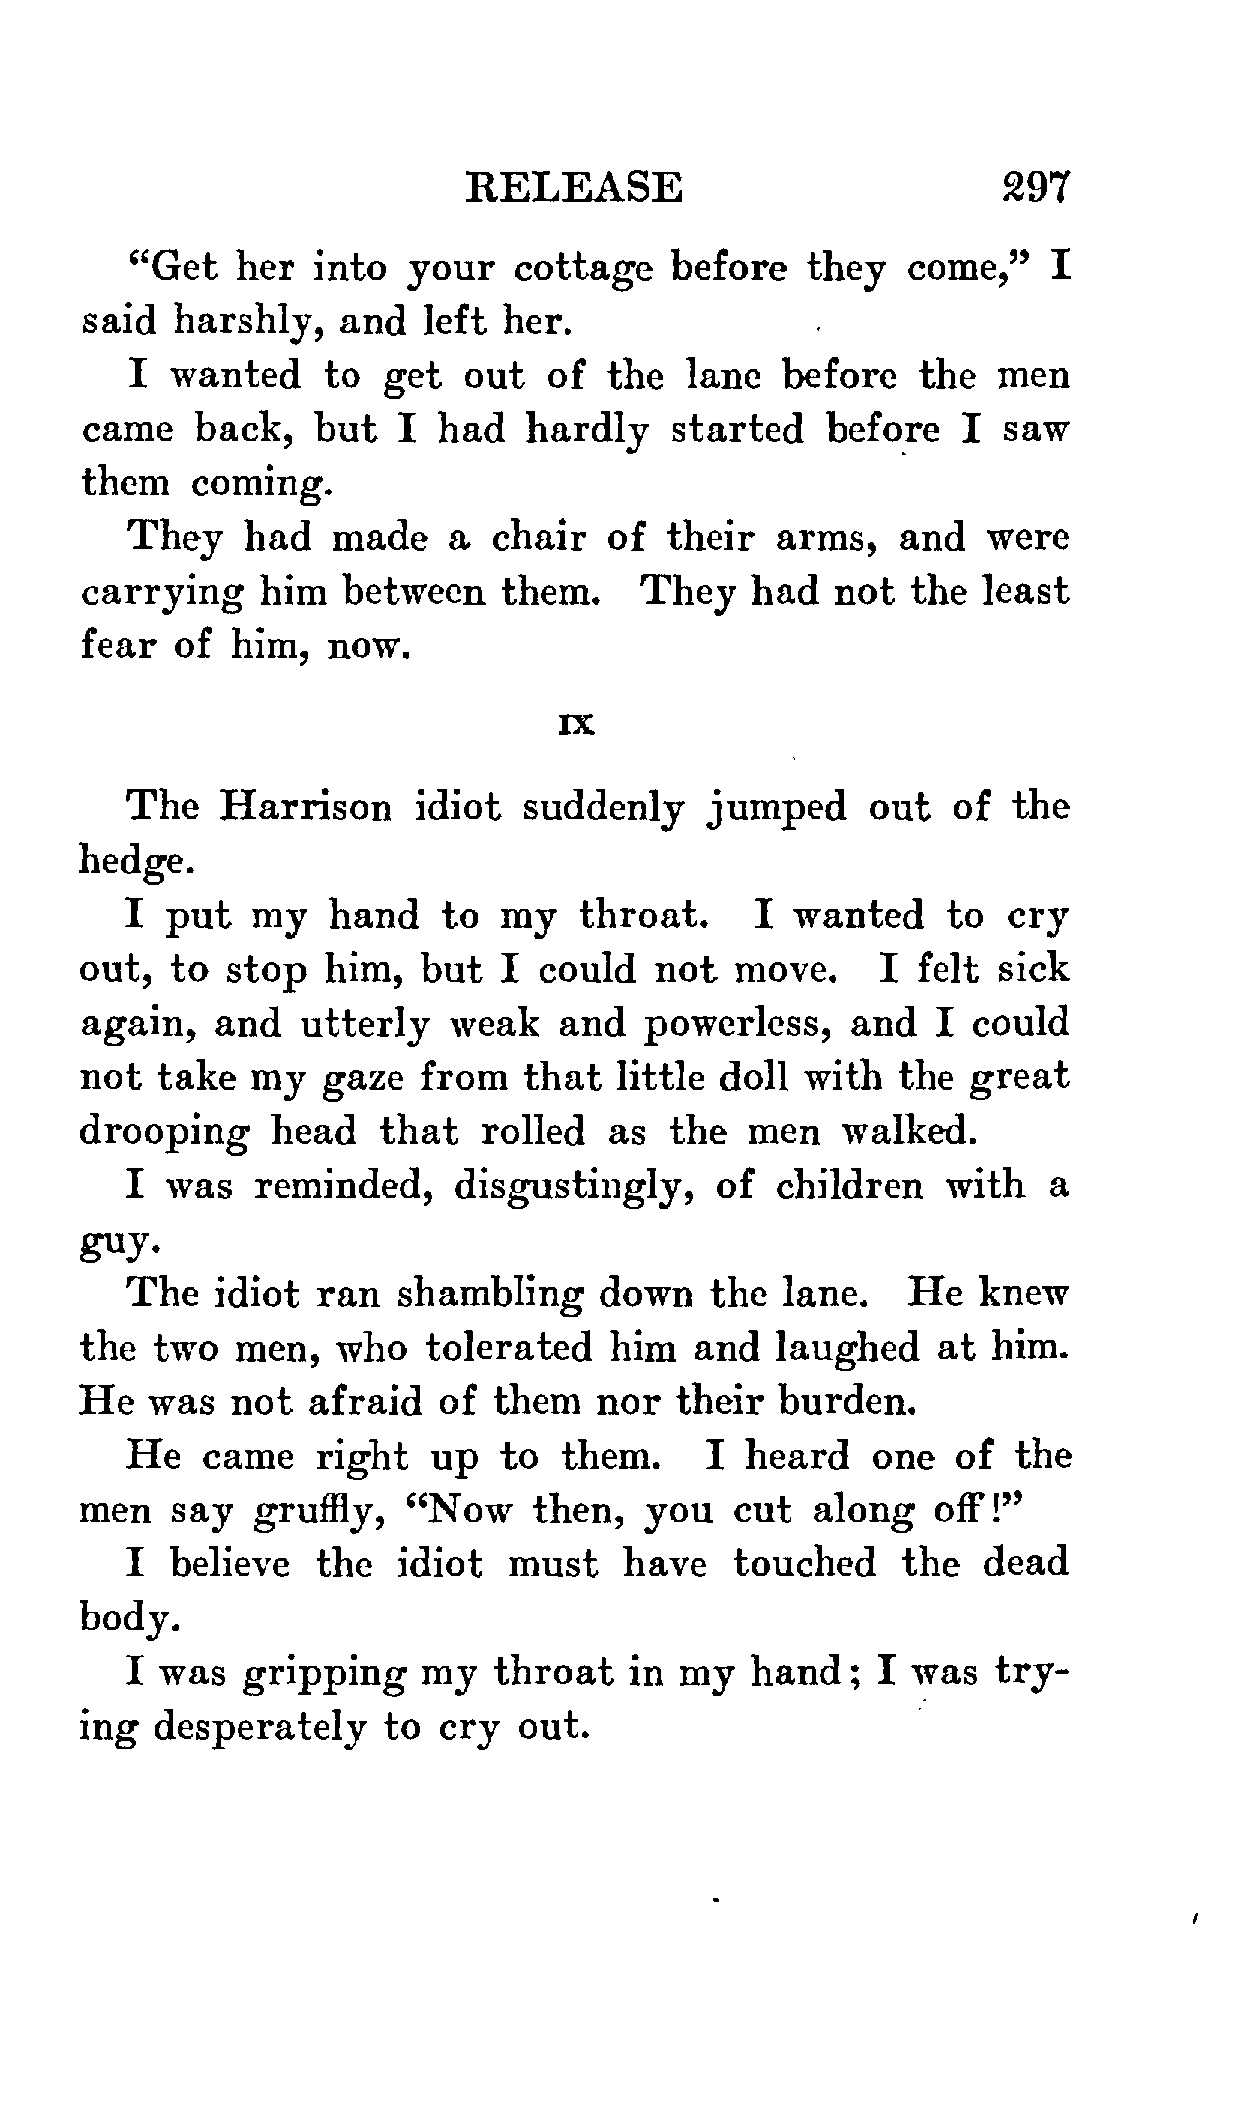 RELEASE 297
“Get her into your cottage before they come,” I
said harshly, and left her.
I wanted to get out of the lane before the men
came back, but I had hardly started before I saw
them coming.
They had made a chair of their arms, and were
carrying him between them. They had not the least
fear of him, now.
IX
The Harrison idiot suddenly jumped out of the
hedge.
I put my hand to my throat. I wanted to cry
out, to stop him, but I could not move. I felt sick
again, and utterly weak and powerless, and I could
not take my gaze from that little doll with the great
drooping head that rolled as the men walked.
I was reminded, disgustingly, of children with a
guy.
The idiot ran shambling down the lane. He knew
the two men, who tolerated him and laughed at him.
He was not afraid of them nor their burden.
He came right up to them. I heard one of the
men say gruffly, “Now then, you cut along off!”
I believe the idiot must have touched the dead
body.
I was gripping my throat in my hand; I was try-
ing desperately to cry out.